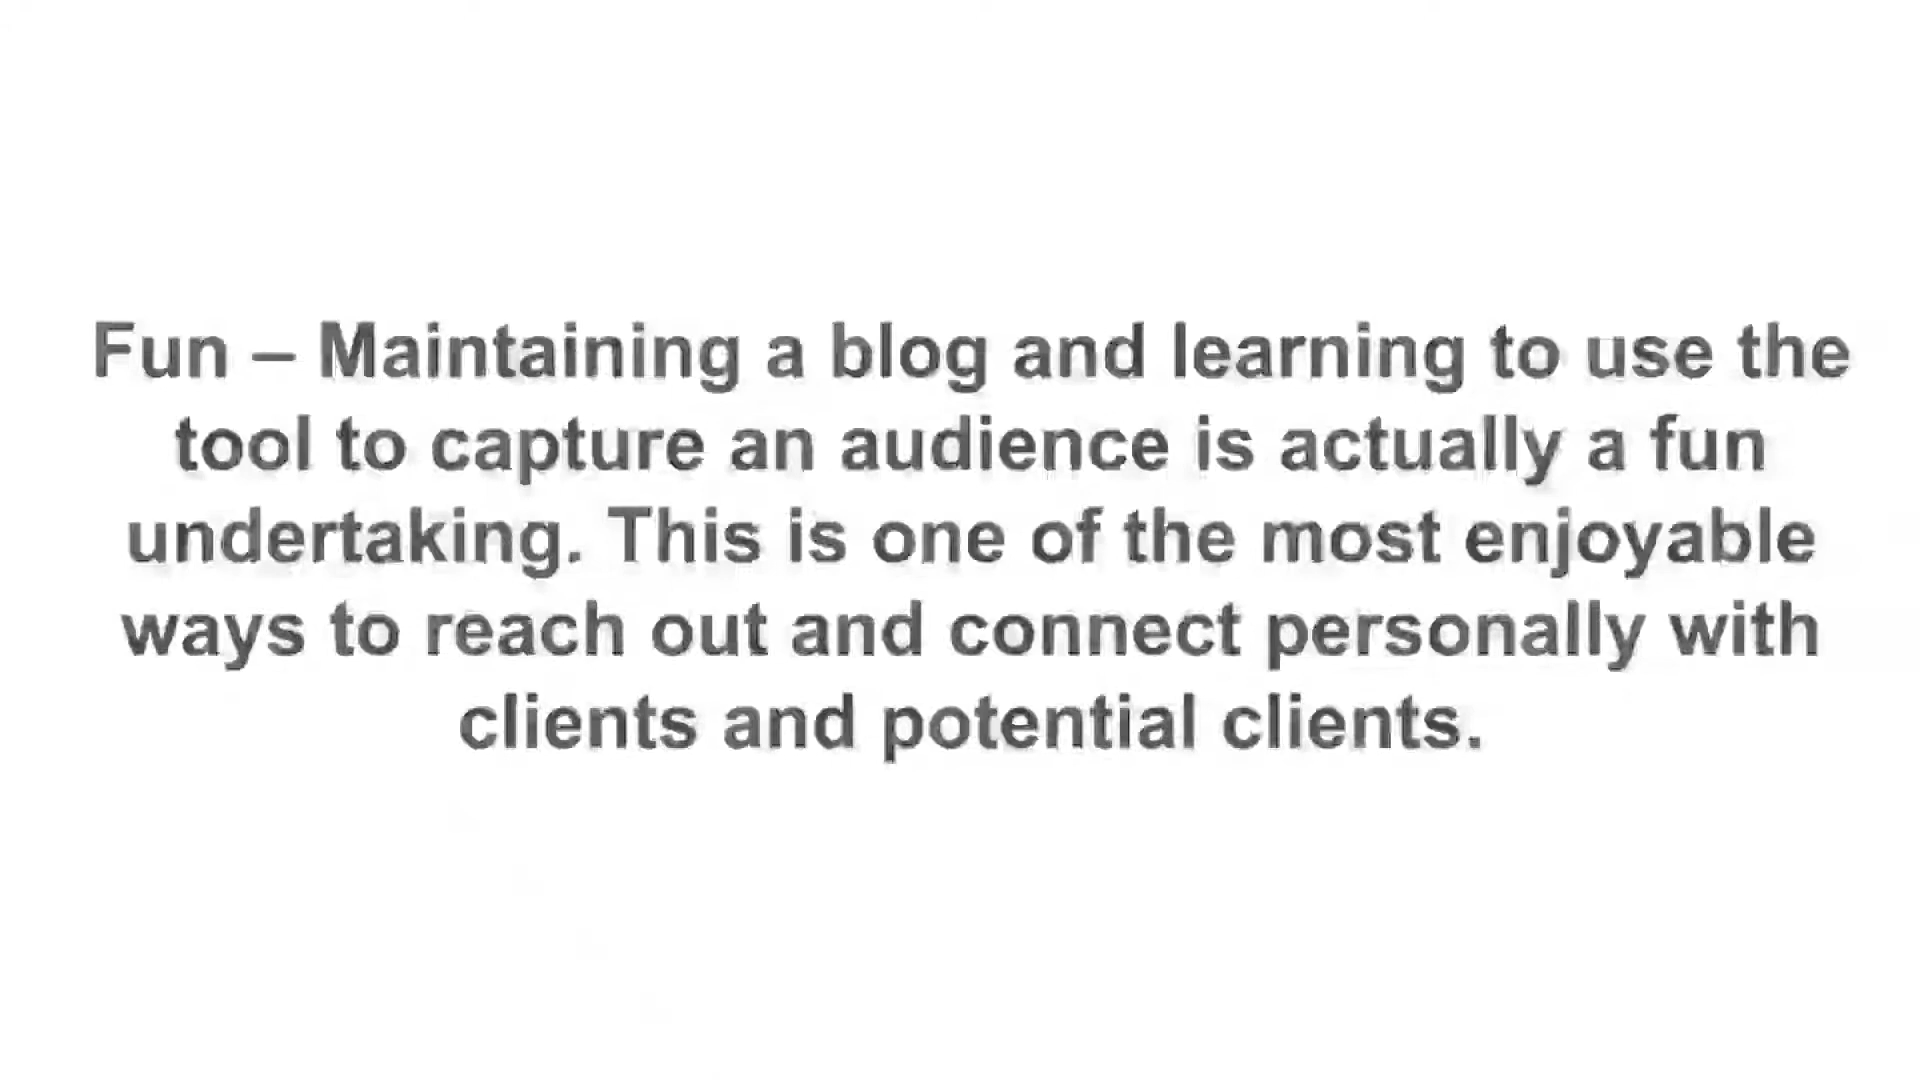 Fun – Maintaining a blog and learning to use the
tool to capture an audience is actually a fun
undertaking. This is one of the most enjoyable
ways to reach out and connect personally with
clients and potential clients.